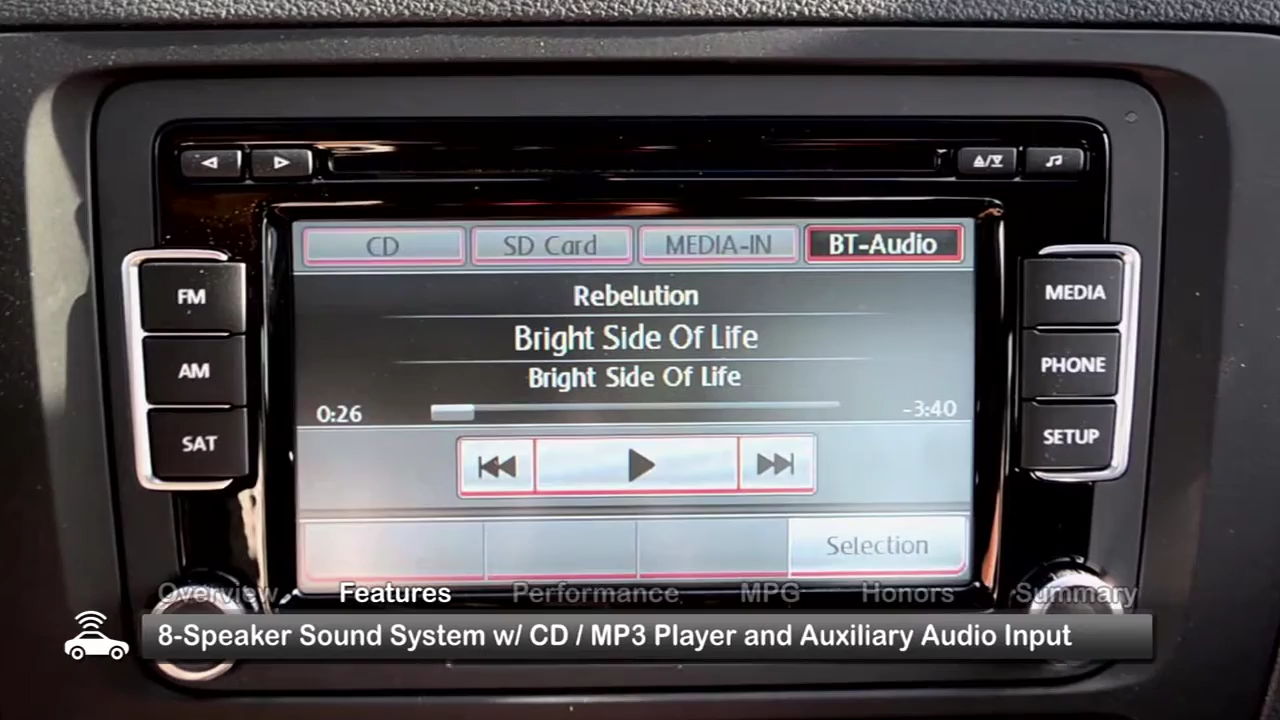 CD SD Card MEDIA-IN BT-Audio
FM
Rebelution
MEDIA
Bright Side Of Life
AM
PHONE
Bright Side Of Life
0:26 -3:40
SAT
SETUP
Selection
Overview Features Performance MPG Honors Summary
8-Speaker Sound System w/ CD / MP3 Player and Auxiliary Audio Input